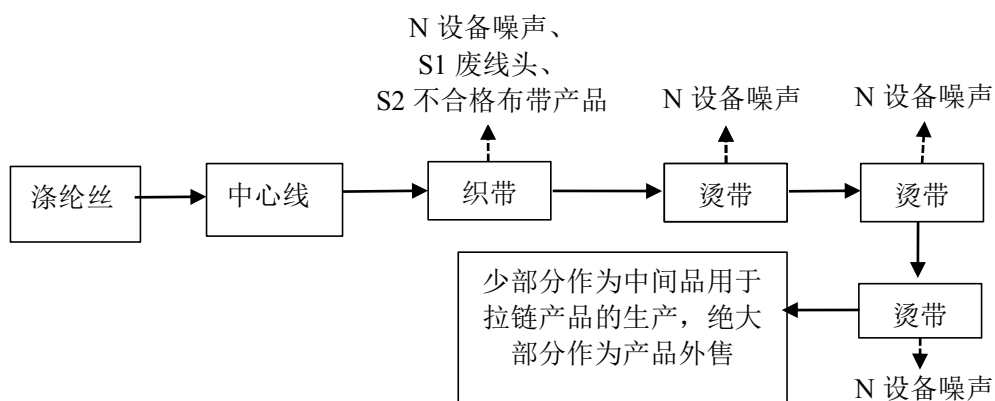 N 设备噪声、
S1 废线头、
S2 不合格布带产品
N 设备噪声
N 设备噪声
涤纶丝
中心线
织带
烫带
烫带
少部分作为中间品用于
拉链产品的生产，绝大
部分作为产品外售
烫带
N 设备噪声